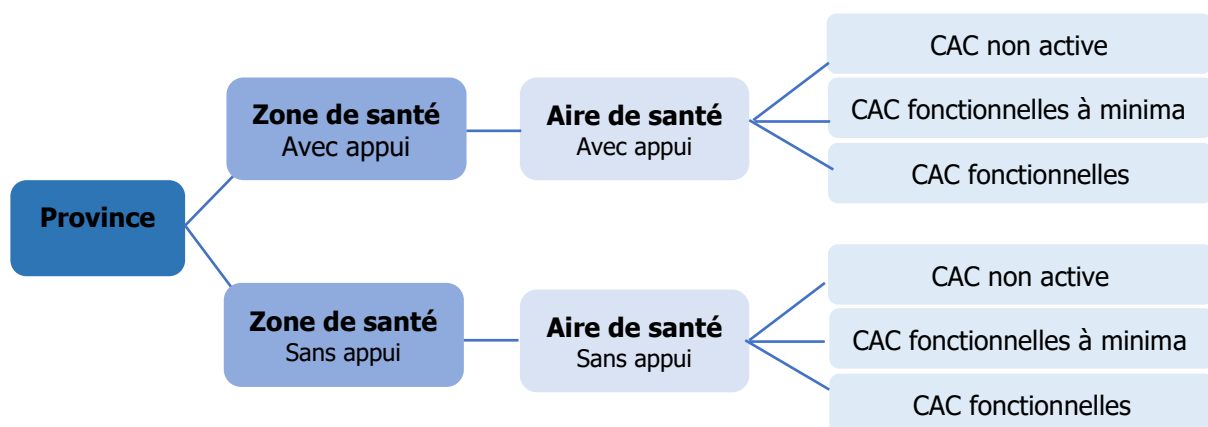 Province
Zone de santé
Avec appui
Aire de santé
Avec appui
CAC non active
CAC fonctionnelles à minima
CAC fonctionnelles
Zone de santé
Sans appui
Aire de santé
Sans appui
CAC non active
CAC fonctionnelles à minima
CAC fonctionnelles